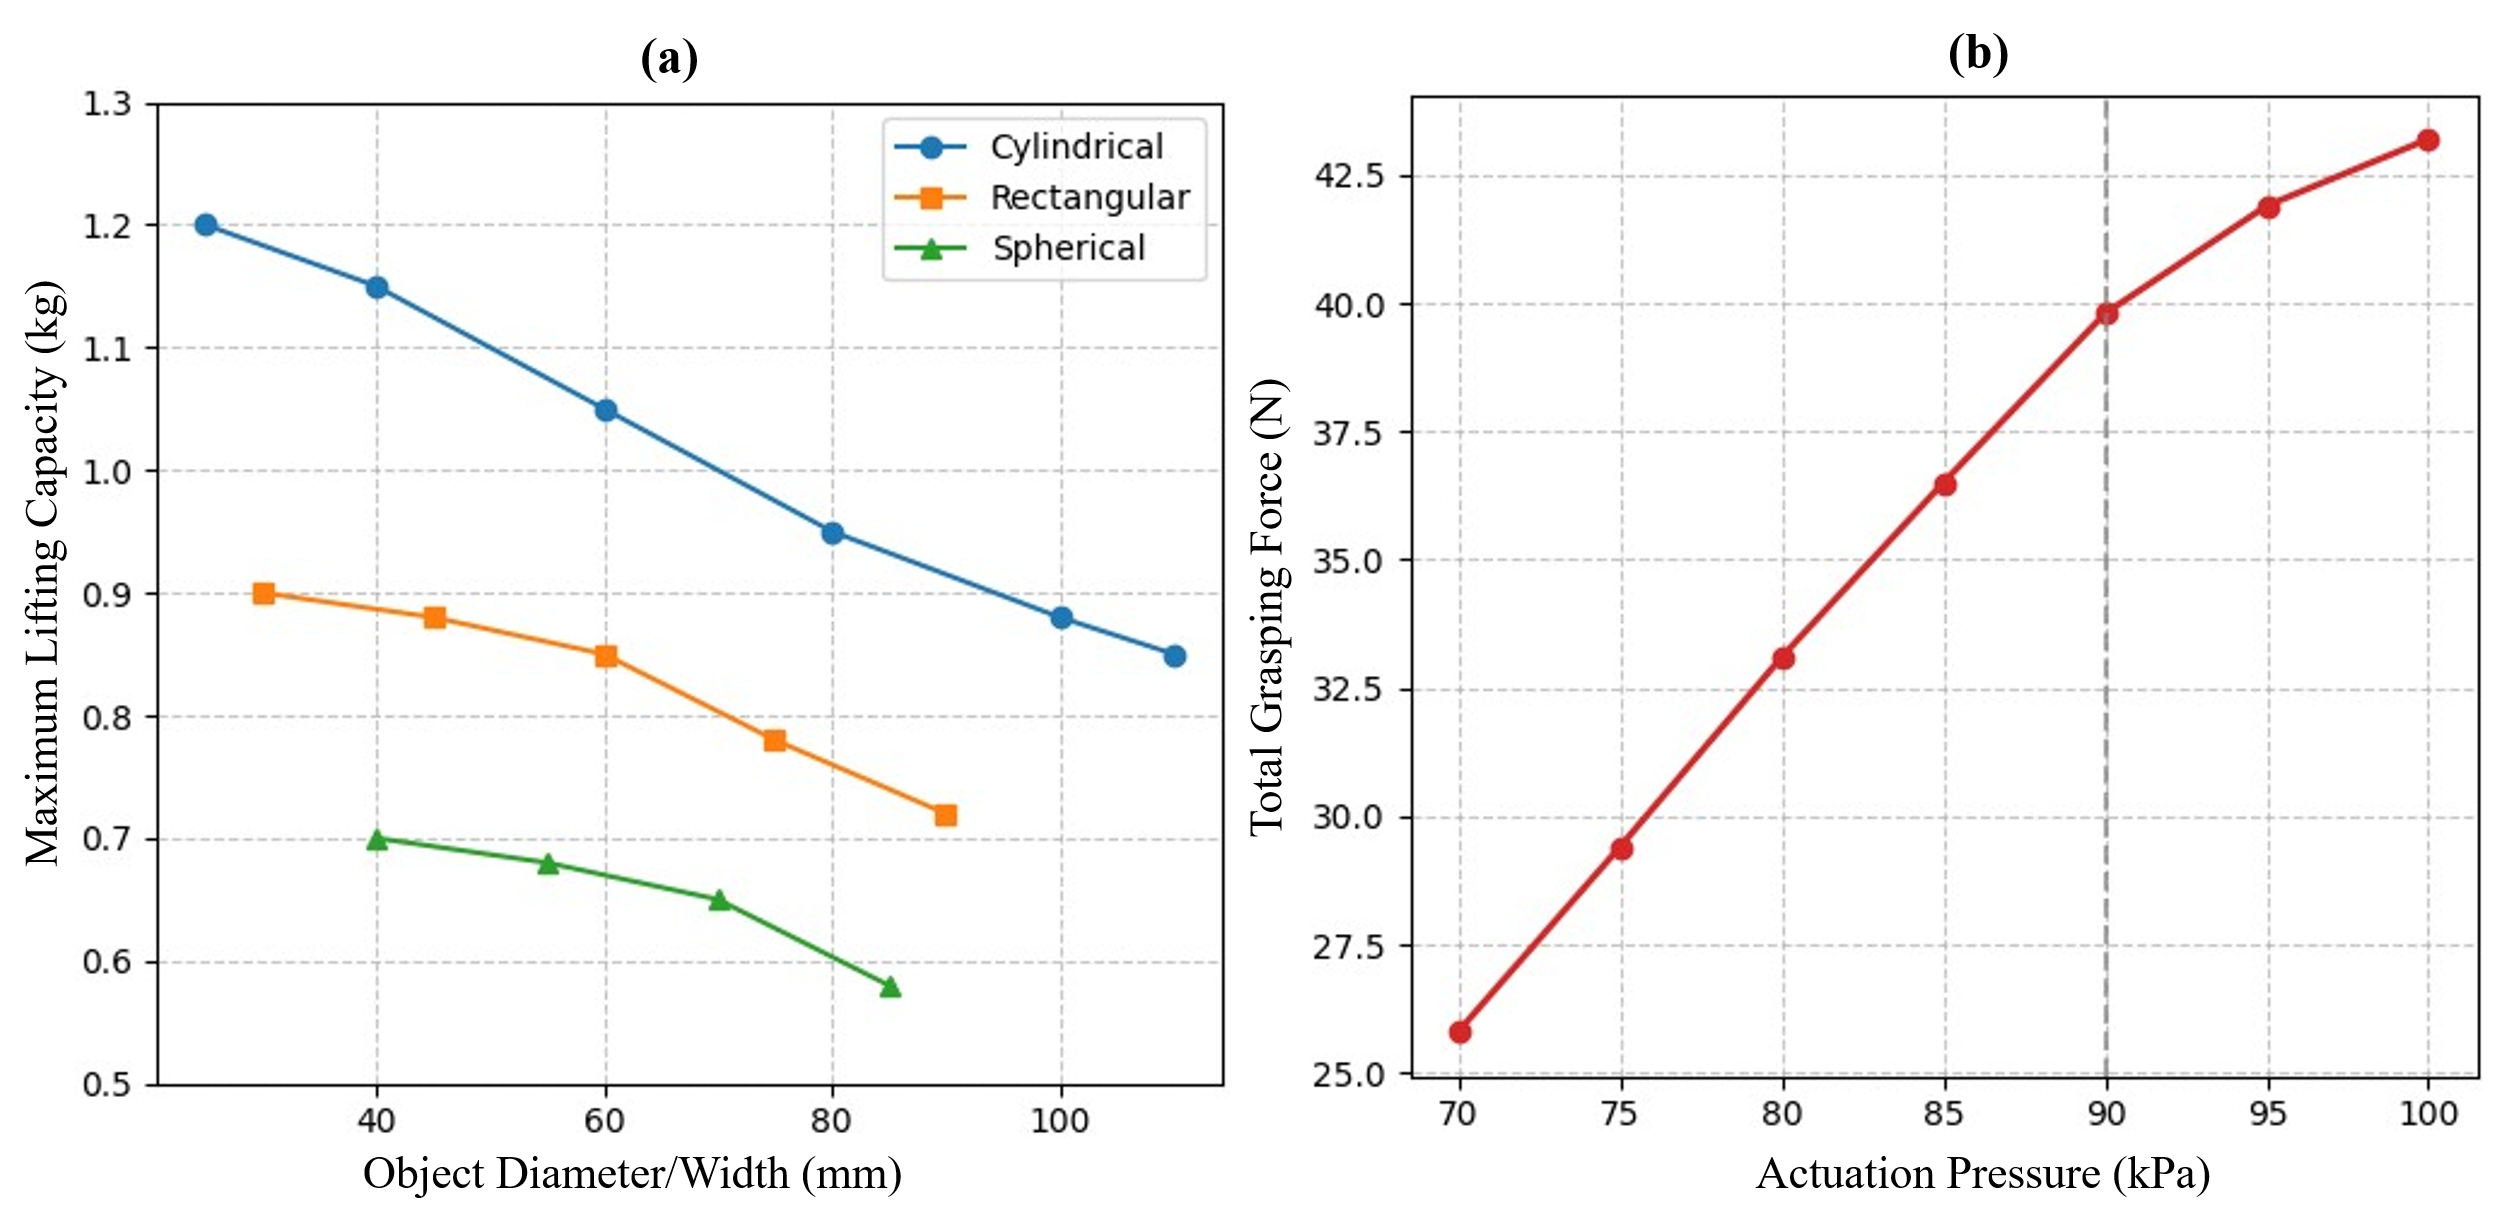 (a)
1.3
1.2
1.1
1.0
0.9
0.8
0.7
0.6
0.5
Maximum Lifting Capacity (kg)
Cylindrical
Rectangular
Spherical
40 60 80 100
Object Diameter/Width (mm)
(b)
42.5
40.0
37.5
35.0
32.5
30.0
27.5
25.0
Total Grasping Force (N)
70 75 80 85 90 95 100
Actuation Pressure (kPa)